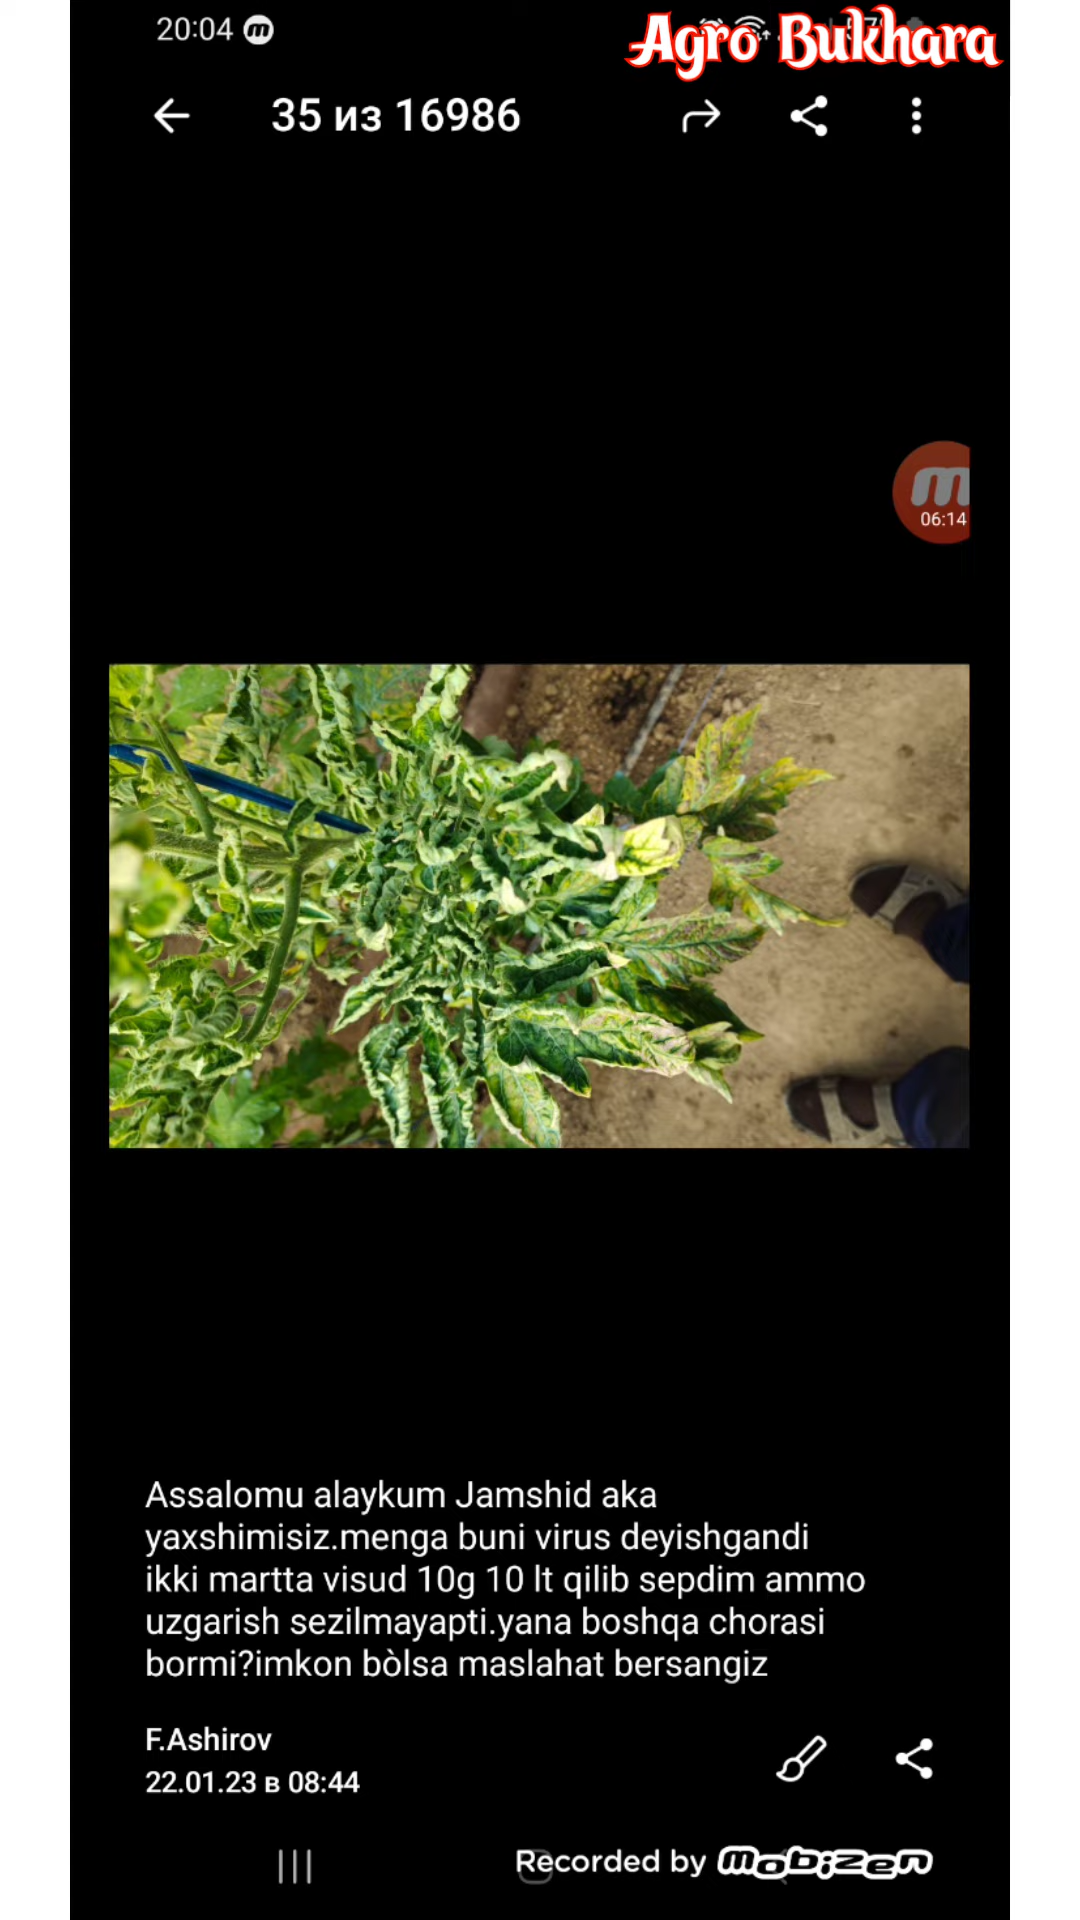 20:04 m
Agro Bukhara
35 из 16986
m
06:14
Assalomu alaykum Jamshid aka
yaxshimisiz.menga buni virus deyishgandi
ikki martta visud 10g 10 lt qilib sepdim ammo
uzgarish sezilmayapti.yana boshqa chorasi
bormi?imkon bòlsa maslahat bersangiz
F.Ashirov
22.01.23 в 08:44
Recorded by mobizen